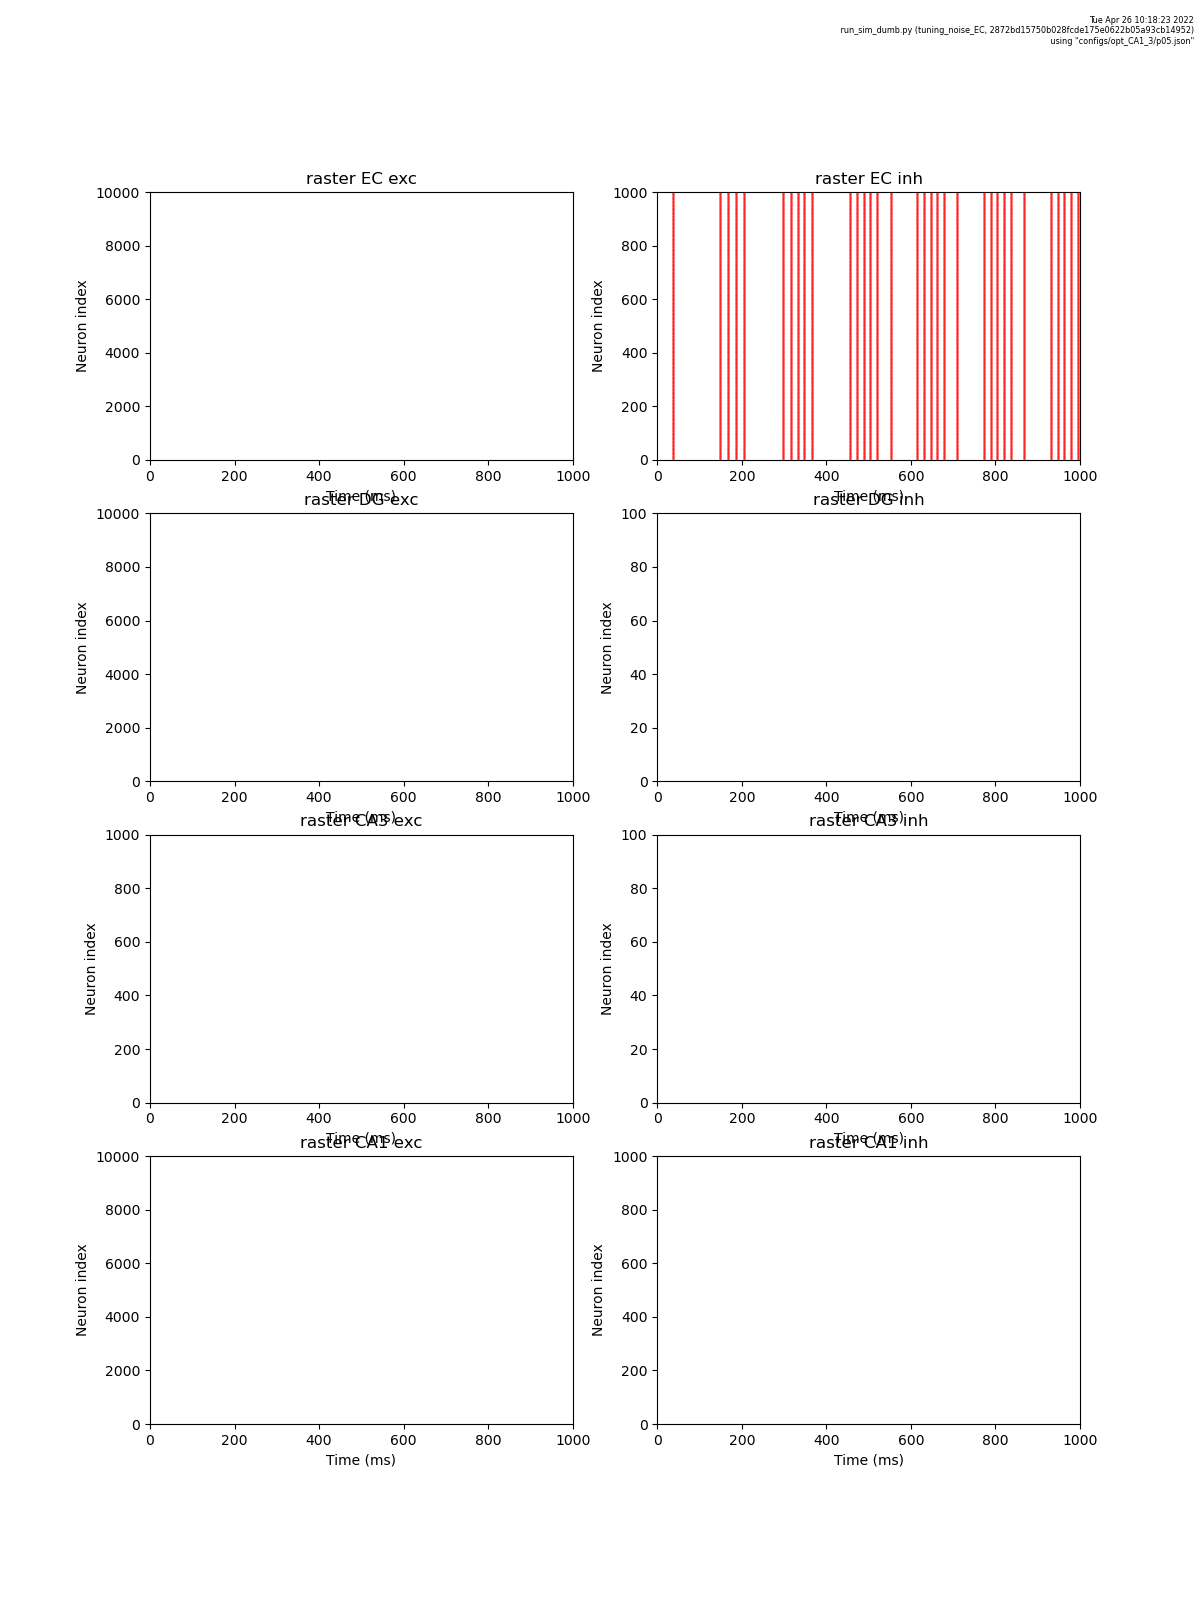 Tue Apr 26 10:18:23 2022
run_sim_dumb.py (tuning_noise_EC, 2872bd15750b028fcde175e0622b05a93cb14952)
using "configs/opt_CA1_3/p05.json"
raster EC exc
10000
8000
6000
4000
2000
0
Neuron index
0 200 400 600 800 1000
Time (ms)
raster EC inh
1000
800
600
400
200
0
Neuron index
0 200 400 600 800 1000
Time (ms)
raster DG exc
10000
8000
6000
4000
2000
0
Neuron index
0 200 400 600 800 1000
Time (ms)
raster DG inh
100
80
60
40
20
0
Neuron index
0 200 400 600 800 1000
Time (ms)
raster CA3 exc
1000
800
600
400
200
0
Neuron index
0 200 400 600 800 1000
Time (ms)
raster CA3 inh
100
80
60
40
20
0
Neuron index
0 200 400 600 800 1000
Time (ms)
raster CA1 exc
10000
8000
6000
4000
2000
0
Neuron index
0 200 400 600 800 1000
Time (ms)
raster CA1 inh
1000
800
600
400
200
0
Neuron index
0 200 400 600 800 1000
Time (ms)